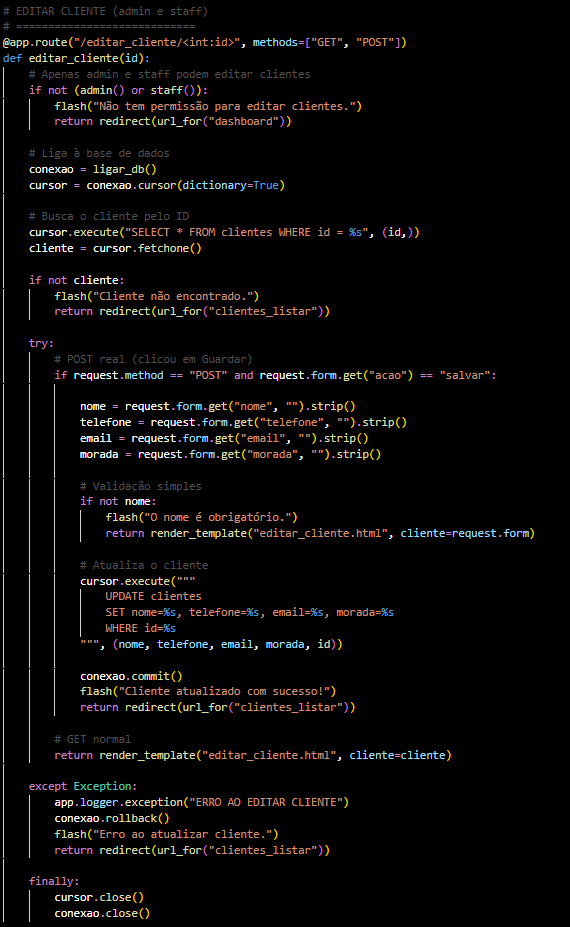 # EDITAR CLIENTE (admin e staff)
# ============================
@app.route("/editar_cliente/<int:id>", methods=["GET", "POST"])
def editar_cliente(id):
    # Apenas admin e staff podem editar clientes
    if not (admin() or staff()):
        flash("Não tem permissão para editar clientes.")
        return redirect(url_for("dashboard"))

    # Liga à base de dados
    conexao = ligar_db()
    cursor = conexao.cursor(dictionary=True)

    # Busca o cliente pelo ID
    cursor.execute("SELECT * FROM clientes WHERE id = %s", (id,))
    cliente = cursor.fetchone()

    if not cliente:
        flash("Cliente não encontrado.")
        return redirect(url_for("clientes_listar"))

    try:
        # POST real (clicou em Guardar)
        if request.method == "POST" and request.form.get("acao") == "salvar":

            nome = request.form.get("nome", "").strip()
            telefone = request.form.get("telefone", "").strip()
            email = request.form.get("email", "").strip()
            morada = request.form.get("morada", "").strip()

            # Validação simples
            if not nome:
                flash("O nome é obrigatório.")
                return render_template("editar_cliente.html", cliente=request.form)

            # Atualiza o cliente
            cursor.execute("""
                UPDATE clientes
                SET nome=%s, telefone=%s, email=%s, morada=%s
                WHERE id=%s
            """, (nome, telefone, email, morada, id))

            conexao.commit()
            flash("Cliente atualizado com sucesso!")
            return redirect(url_for("clientes_listar"))

        # GET normal
        return render_template("editar_cliente.html", cliente=cliente)

    except Exception:
        app.logger.exception("ERRO AO EDITAR CLIENTE")
        conexao.rollback()
        flash("Erro ao atualizar cliente.")
        return redirect(url_for("clientes_listar"))

    finally:
        cursor.close()
        conexao.close()